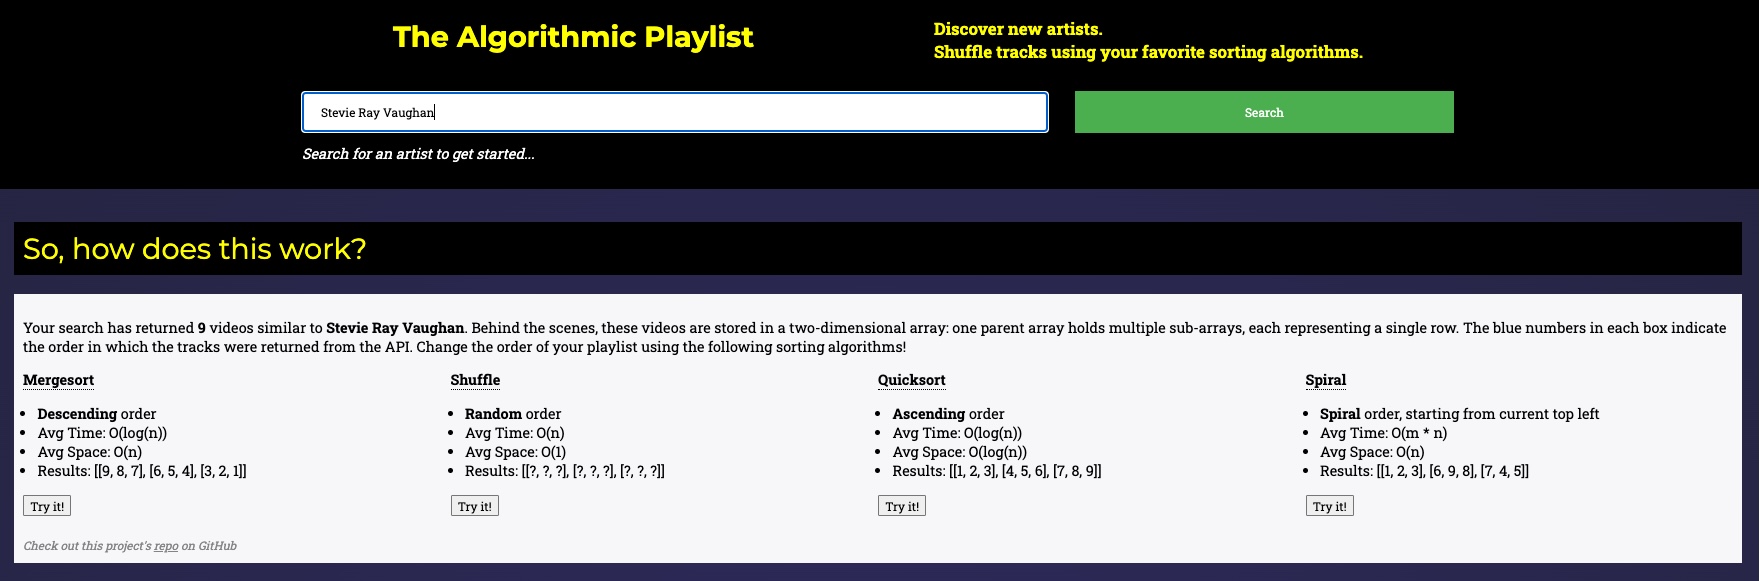 The Algorithmic Playlist
Discover new artists.
Shuffle tracks using your favorite sorting algorithms.
Stevie Ray Vaughan
Search
Search for an artist to get started...
So, how does this work?
Your search has returned 9 videos similar to Stevie Ray Vaughan. Behind the scenes, these videos are stored in a two-dimensional array: one parent array holds multiple sub-arrays, each representing a single row. The blue numbers in each box indicate
the order in which the tracks were returned from the API. Change the order of your playlist using the following sorting algorithms!
Mergesort
Descending order
Avg Time: O(log(n))
Avg Space: O(n)
Results: [[9, 8, 7], [6, 5, 4], [3, 2, 1]]
Try it!
Shuffle
Random order
Avg Time: O(n)
Avg Space: O(1)
Results: [[?, ?, ?], [?, ?, ?], [?, ?, ?]]
Try it!
Quicksort
Ascending order
Avg Time: O(log(n))
Avg Space: O(log(n))
Results: [[1, 2, 3], [4, 5, 6], [7, 8, 9]]
Try it!
Spiral
Spiral order, starting from current top left
Avg Time: O(m * n)
Avg Space: O(n)
Results: [[1, 2, 3], [6, 9, 8], [7, 4, 5]]
Try it!
Check out this project's repo on GitHub